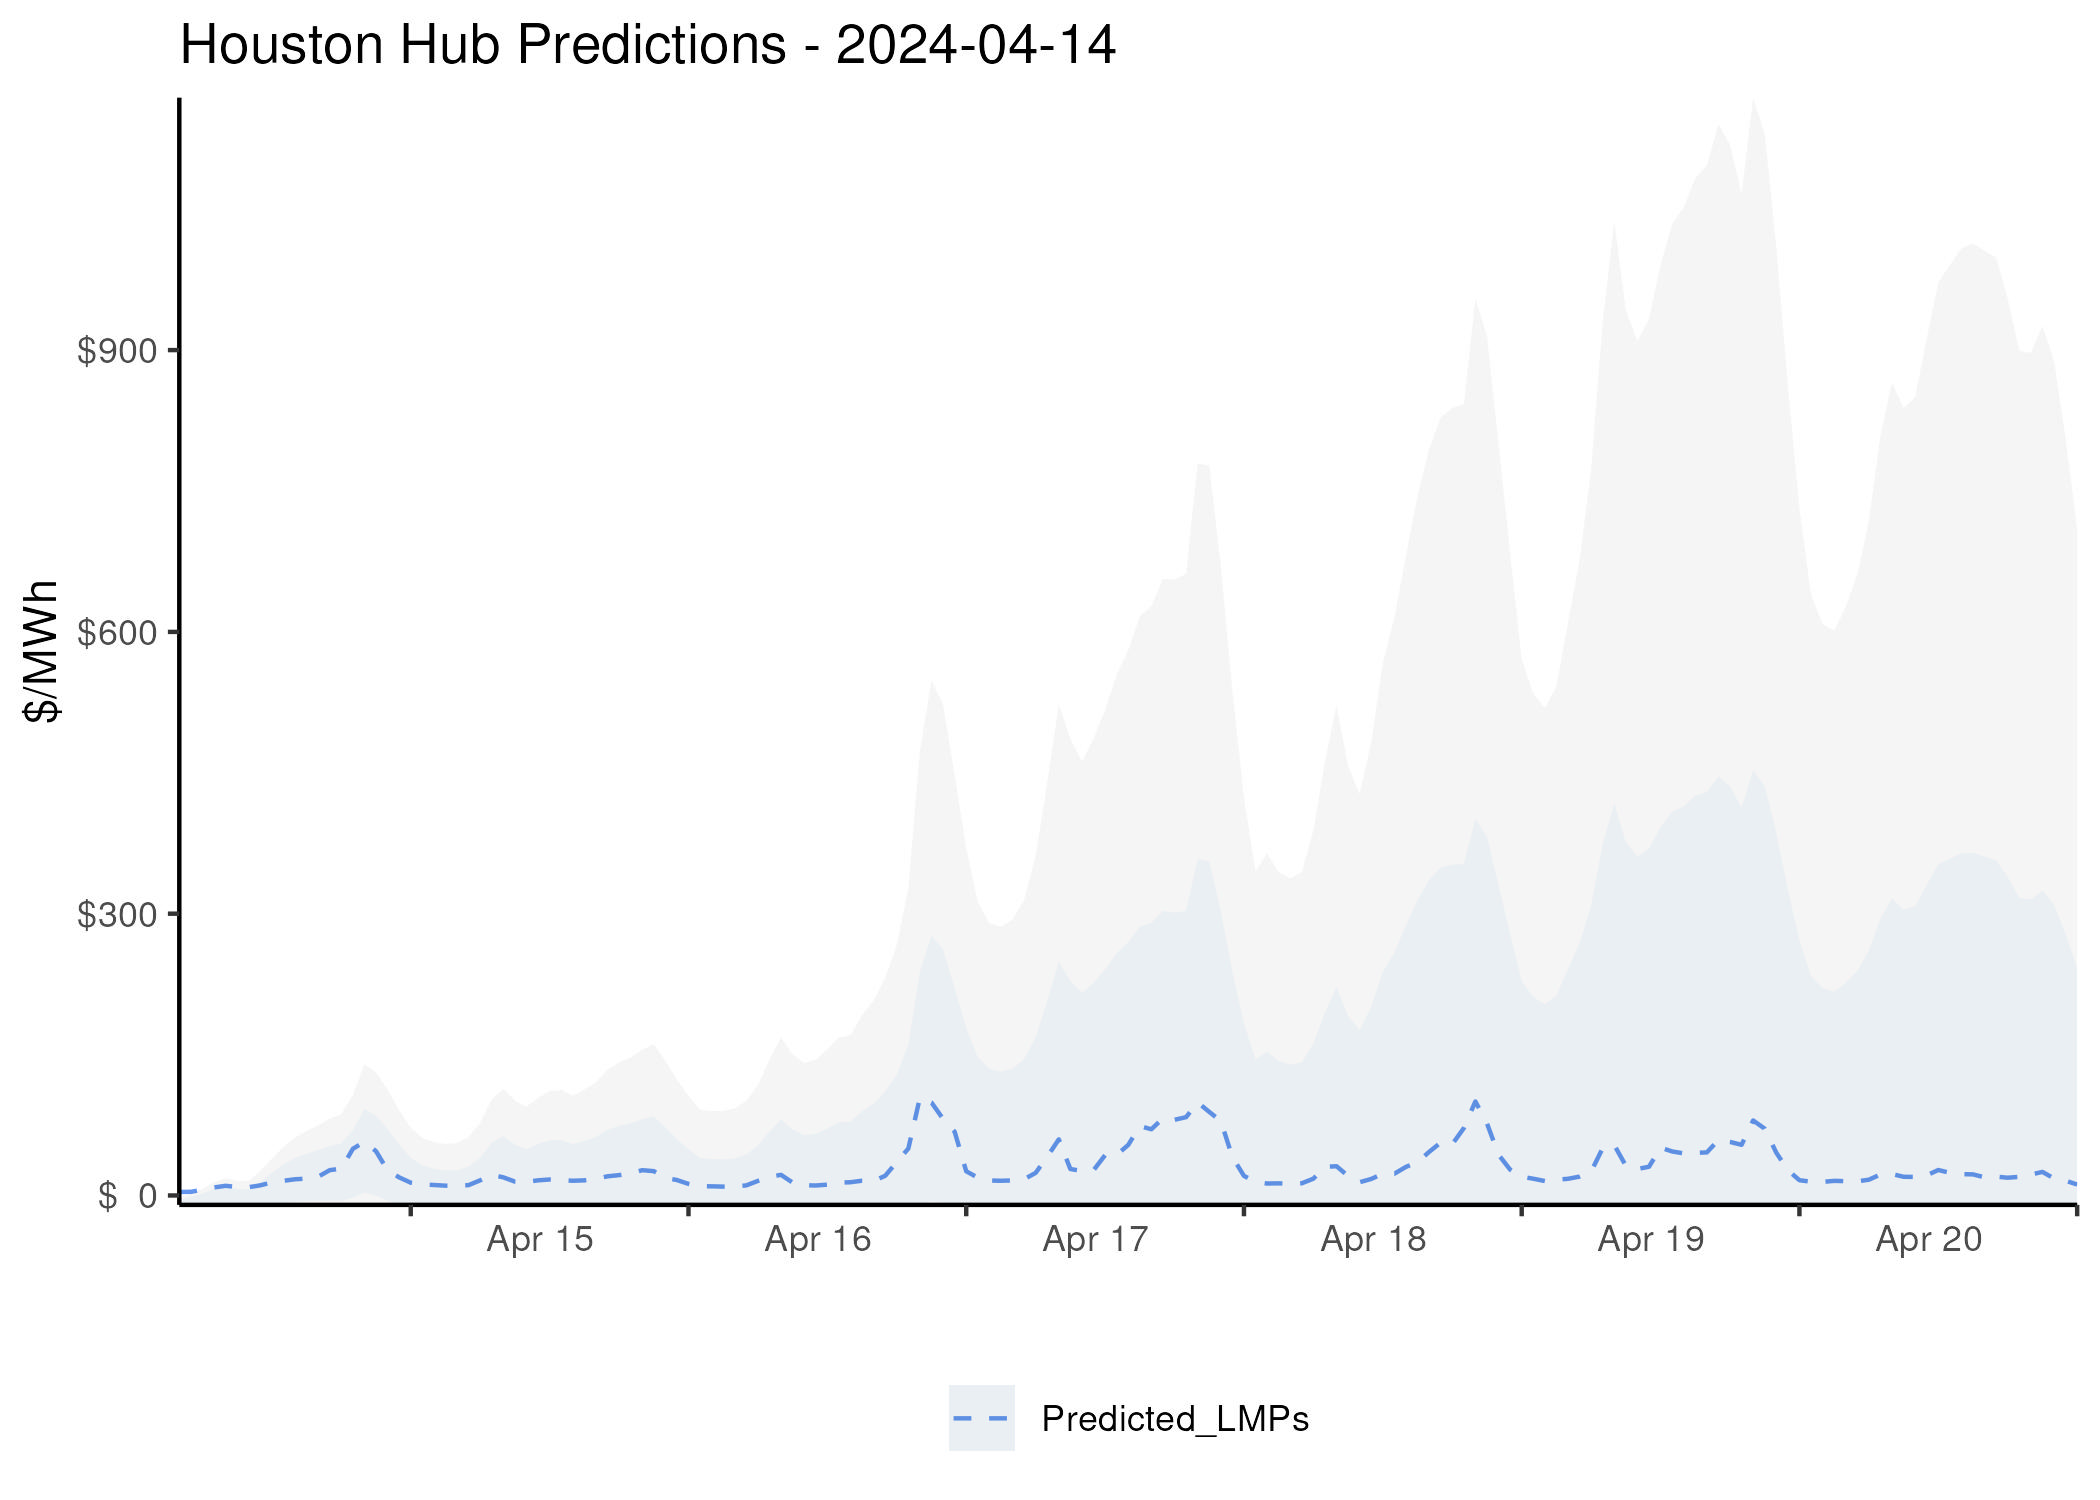 Houston Hub Predictions - 2024-04-14
$/MWh
$900
$600
$300
$ 0
Apr 15
Apr 16
Apr 17
Apr 18
Apr 19
Apr 20
Predicted_LMPs